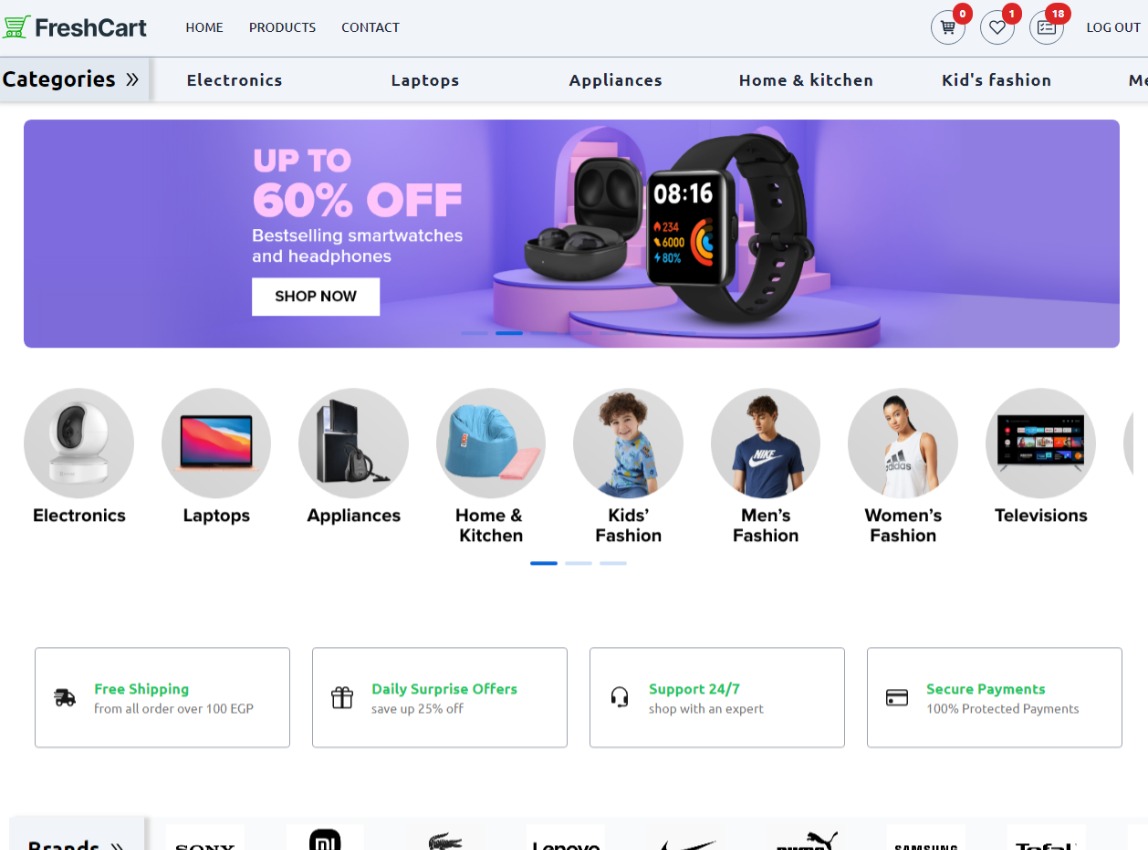 FreshCart
HOME
PRODUCTS
CONTACT
0
1
18
LOG OUT
Categories »
Electronics
Laptops
Appliances
Home & kitchen
Kid's fashion
Me
UP TO
60% OFF
Bestselling smartwatches
and headphones
SHOP NOW
08:16
234
6000
80%
NIKE
adidas
Electronics
Laptops
Appliances
Home &
Kitchen
Kids’
Fashion
Men’s
Fashion
Women’s
Fashion
Televisions
Free Shipping
from all order over 100 EGP
Daily Surprise Offers
save up 25% off
Support 24/7
shop with an expert
Secure Payments
100% Protected Payments
Brands »
SONY
Lenovo
PUMA
SAMSUNG
Tefal